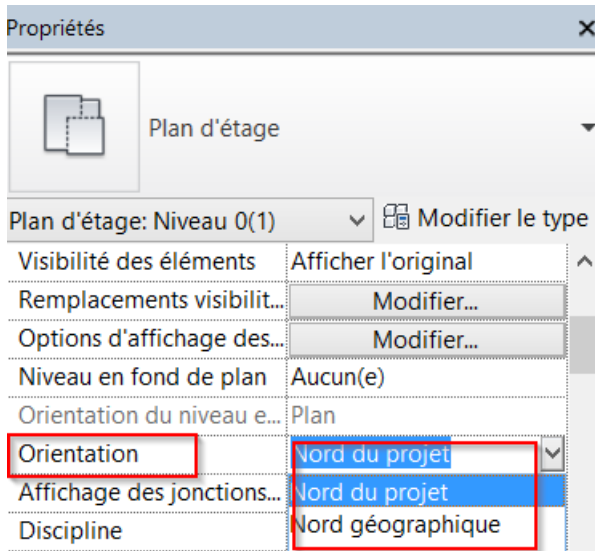 Propriétés
Plan d'étage
Plan d'étage: Niveau 0(1) Modifier le type
Visibilité des éléments Afficher l'original
Remplacements visibilit... Modifier...
Options d'affichage des... Modifier...
Niveau en fond de plan Aucun(e)
Orientation du niveau e... Plan
Orientation Nord du projet
Affichage des jonctions... Nord du projet
Discipline Nord géographique